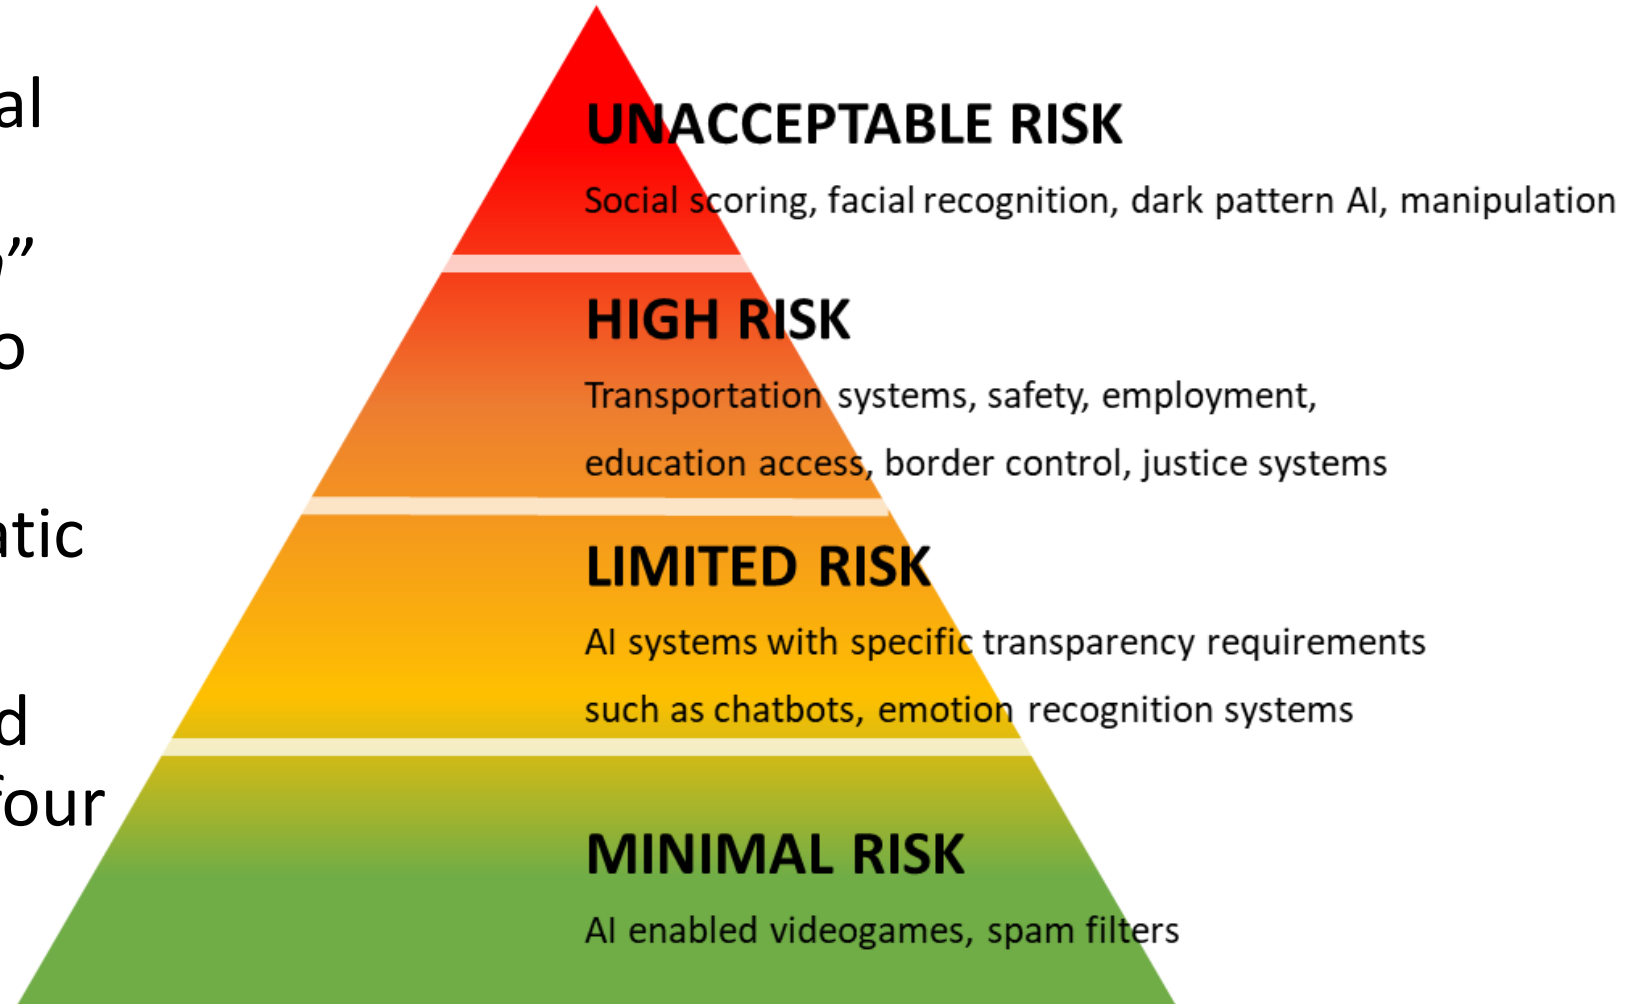 al
”
o
atic
d
four
UNACCEPTABLE RISK
Social scoring, facial recognition, dark pattern AI, manipulation
HIGH RISK
Transportation systems, safety, employment,
education access, border control, justice systems
LIMITED RISK
AI systems with specific transparency requirements
such as chatbots, emotion recognition systems
MINIMAL RISK
AI enabled videogames, spam filters